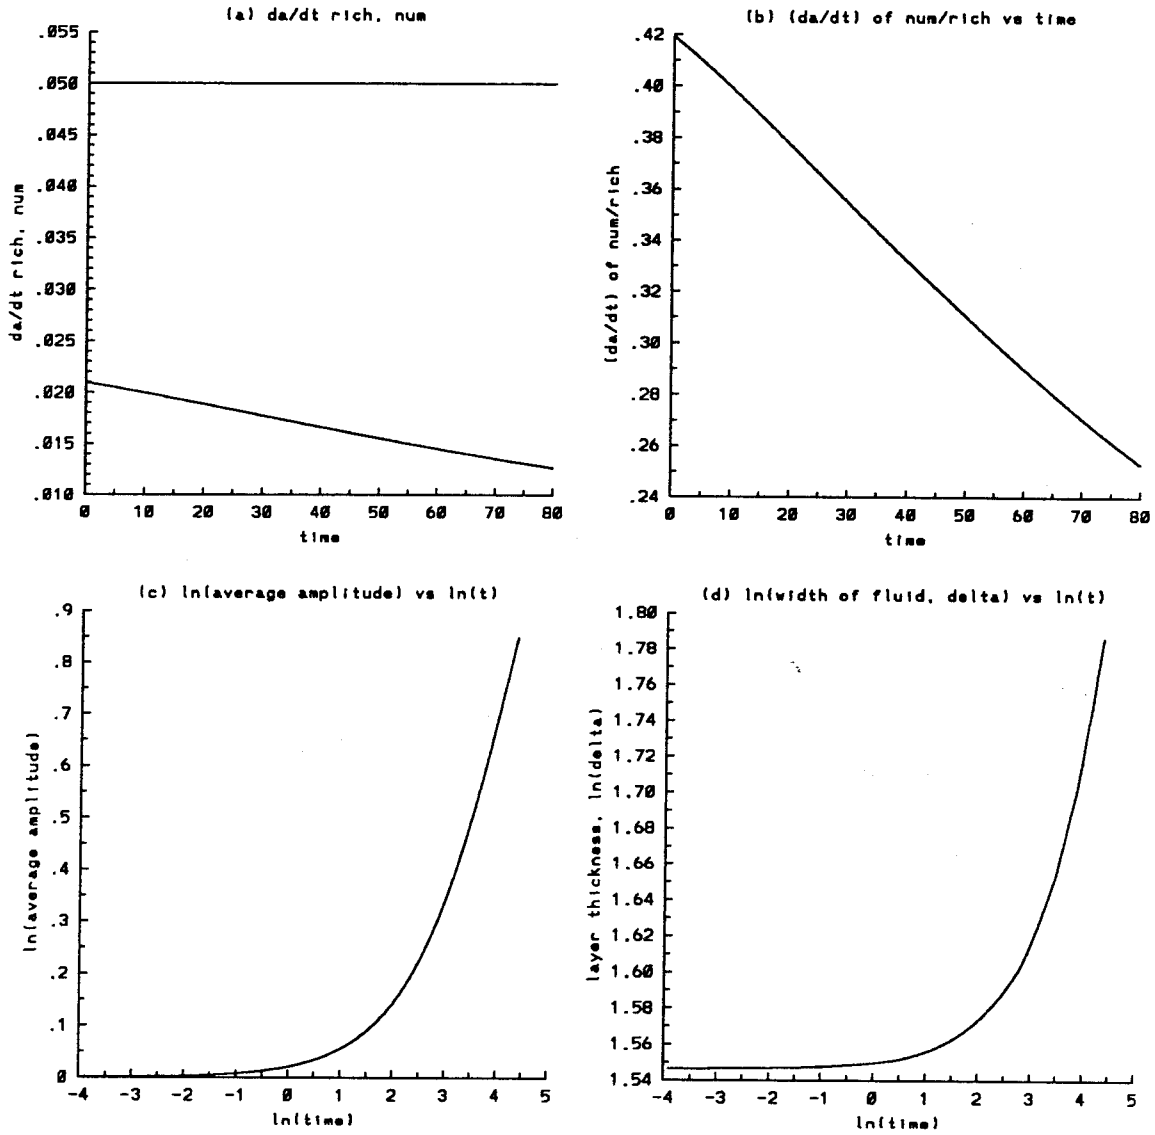 (a) da/dt rich, num
.055
.050
.045
.040
.035
.030
.025
.020
.015
.010
da/dt rich, num
0 10 20 30 40 50 60 70 80
time
(b) (da/dt) of num/rich vs time
.42
.40
.38
.36
.34
.32
.30
.28
.26
.24
(da/dt) of num/rich
0 10 20 30 40 50 60 70 80
time
(c) ln(average amplitude) vs ln(t)
.9
.8
.7
.6
.5
.4
.3
.2
.1
0
ln(average amplitude)
-4 -3 -2 -1 0 1 2 3 4 5
ln(time)
(d) ln(width of fluid, delta) vs ln(t)
1.80
1.78
1.76
1.74
1.72
1.70
1.68
1.66
1.64
1.62
1.60
1.58
1.56
1.54
layer thickness, ln(delta)
-4 -3 -2 -1 0 1 2 3 4 5
ln(time)